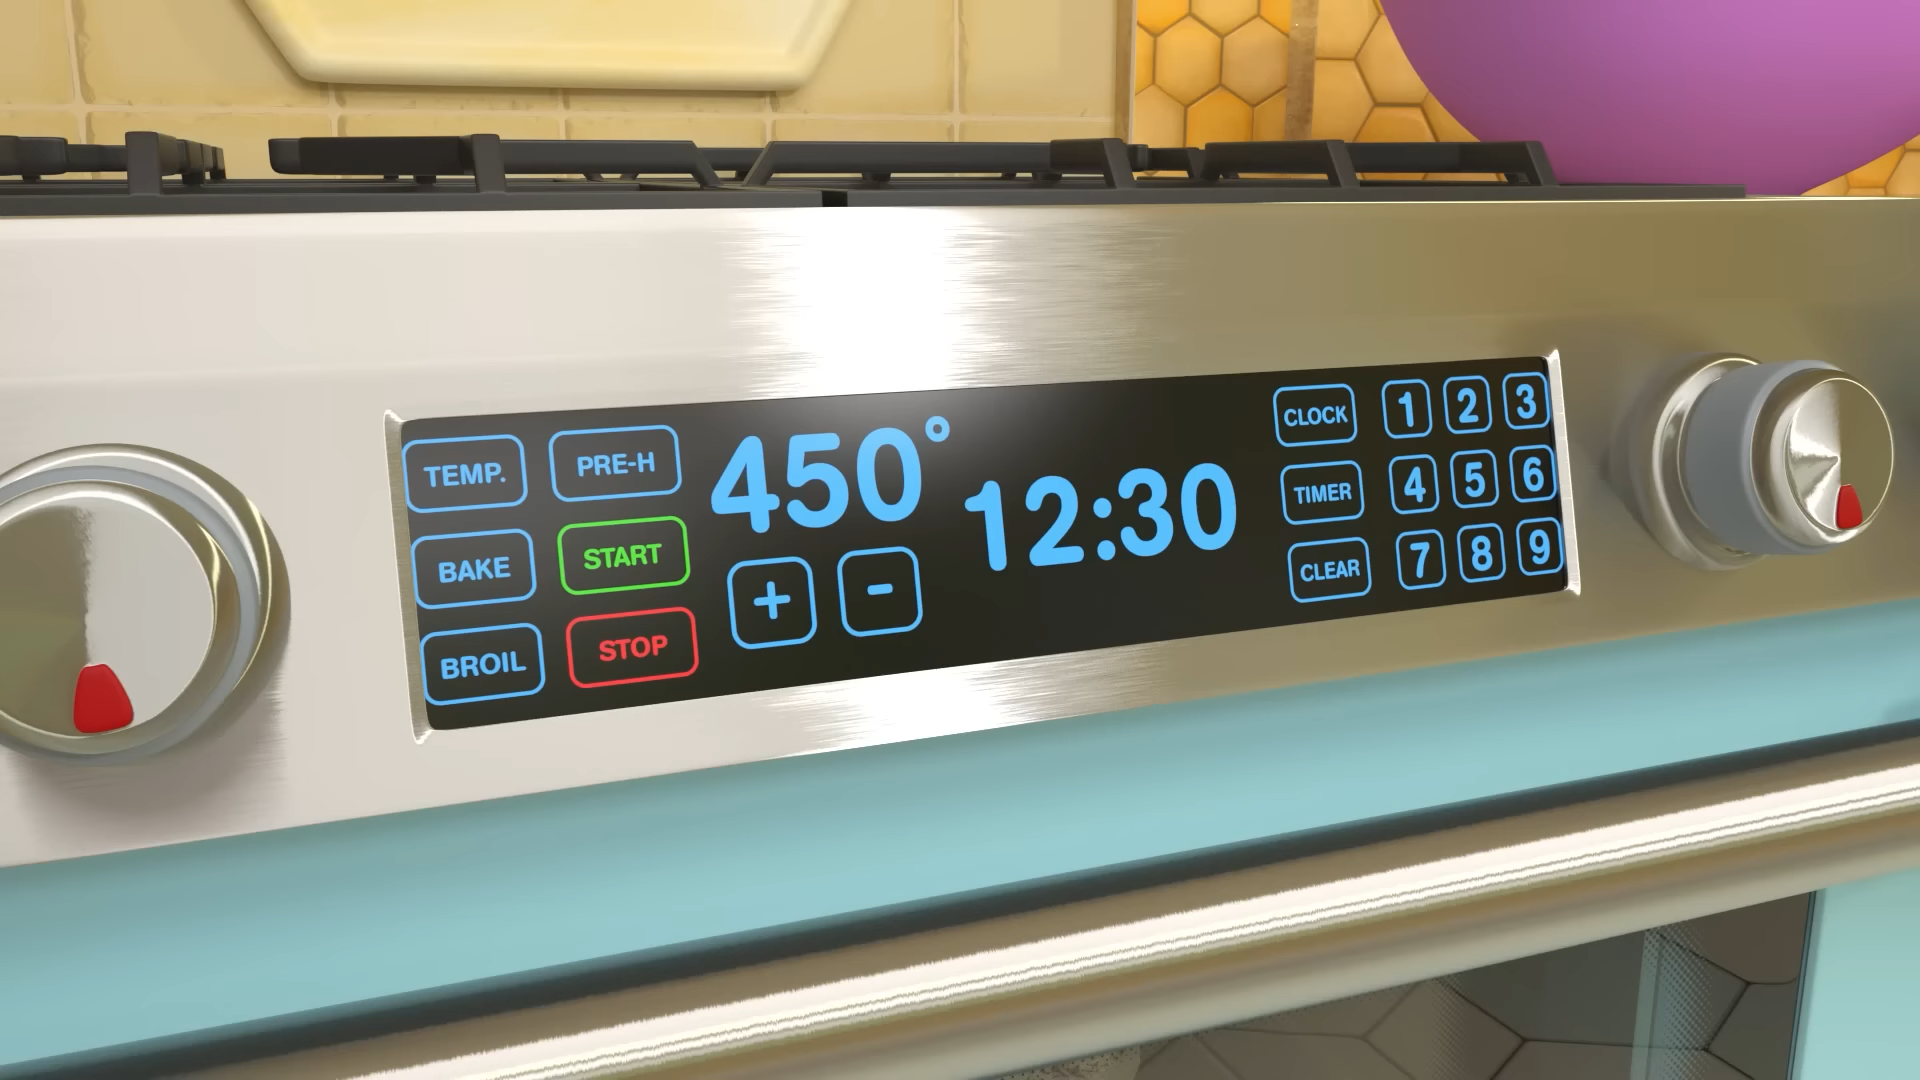 TEMP.
PRE-H
BAKE
START
BROIL
STOP
450°
+ -
12:30
CLOCK
TIMER
CLEAR
1 2 3
4 5 6
7 8 9